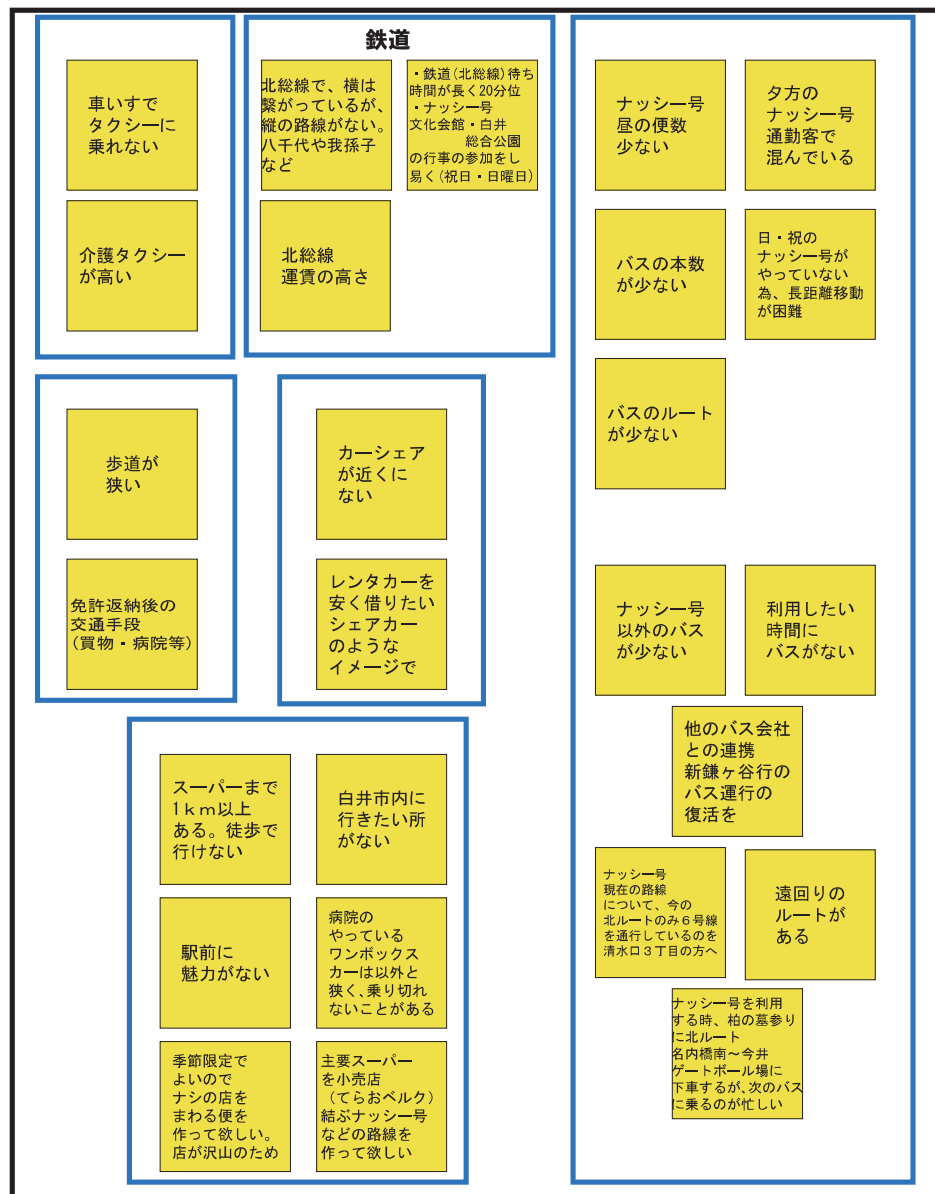 車いすで
タクシーに
乗れない
介護タクシー
が高い
鉄道
北総線で、横は
繋がっているが、
縦の路線がない。
八千代や我孫子
など
・鉄道(北総線)待ち
時間が長く20分位
・ナッシー号
文化会館・白井
総合公園
の行事の参加をし
易く(祝日・日曜日)
北総線
運賃の高さ
ナッシー号
昼の便数
少ない
夕方の
ナッシー号
通勤客で
混んでいる
バスの本数
が少ない
日・祝の
ナッシー号が
やっていない
為、長距離移動
が困難
バスのルート
が少ない
ナッシー号
以外のバス
が少ない
利用したい
時間に
バスがない
他のバス会社
との連携
新鎌ヶ谷行の
バス運行の
復活を
ナッシー号
現在の路線
について、今の
北ルートのみ6号線
を通行しているのを
清水口3丁目の方へ
遠回りの
ルートが
ある
ナッシー号を利用
する時、柏の墓参り
に北ルート
名内橋南～今井
ゲートボール場に
下車するが、次のバス
に乗るのが忙しい
歩道が
狭い
免許返納後の
交通手段
(買物・病院等)
カーシェア
が近くに
ない
レンタカーを
安く借りたい
シェアカー
のような
イメージで
スーパーまで
1km以上
ある。徒歩で
行けない
白井市内に
行きたい所
がない
駅前に
魅力がない
病院の
やっている
ワンボックス
カーは以外と
狭く、乗り切れ
ないことがある
季節限定で
よいので
ナシの店を
まわる便を
作って欲しい。
店が沢山のため
主要スーパー
を小売店
(てらおベルク)
結ぶナッシー号
などの路線を
作って欲しい